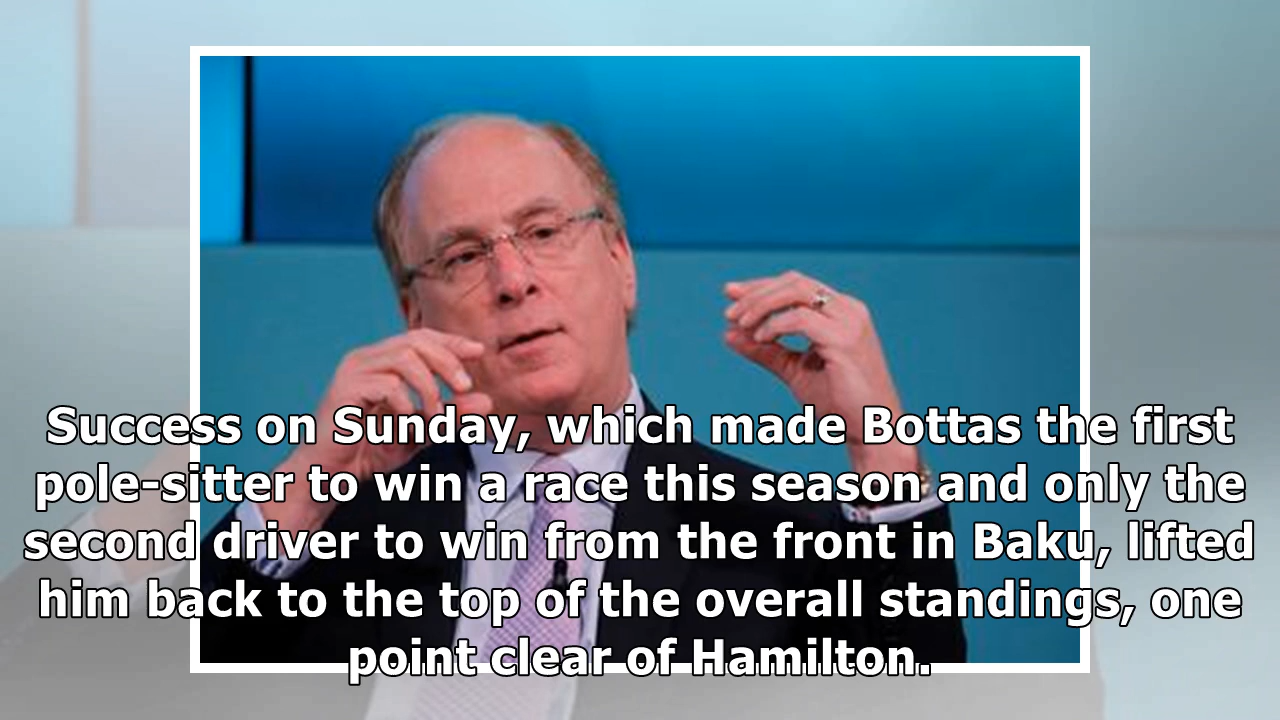 Success on Sunday, which made Bottas the first
pole-sitter to win a race this season and only the
second driver to win from the front in Baku, lifted
him back to the top of the overall standings, one
point clear of Hamilton.